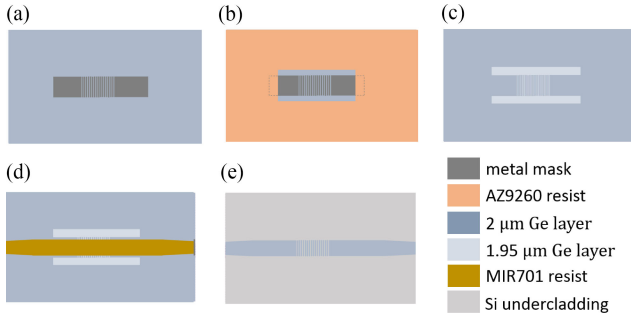 (a)
(b)
(c)
(d)
(e)
metal mask
AZ9260 resist
2 μm Ge layer
1.95 μm Ge layer
MIR701 resist
Si undercladding